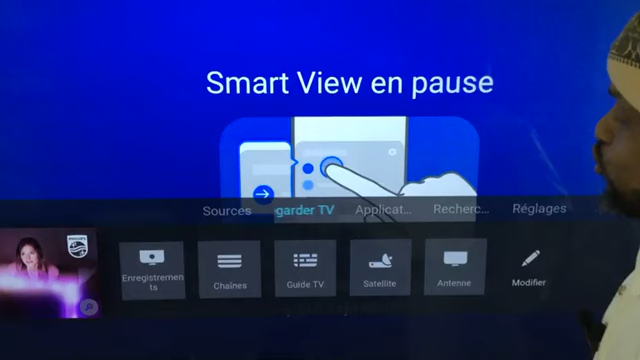 Smart View en pause
Sources
garder TV
Applicat...
Recherc...
Réglages
PHILIPS
Enregistremen
ts
Chaînes
Guide TV
Satellite
Antenne
Modifier